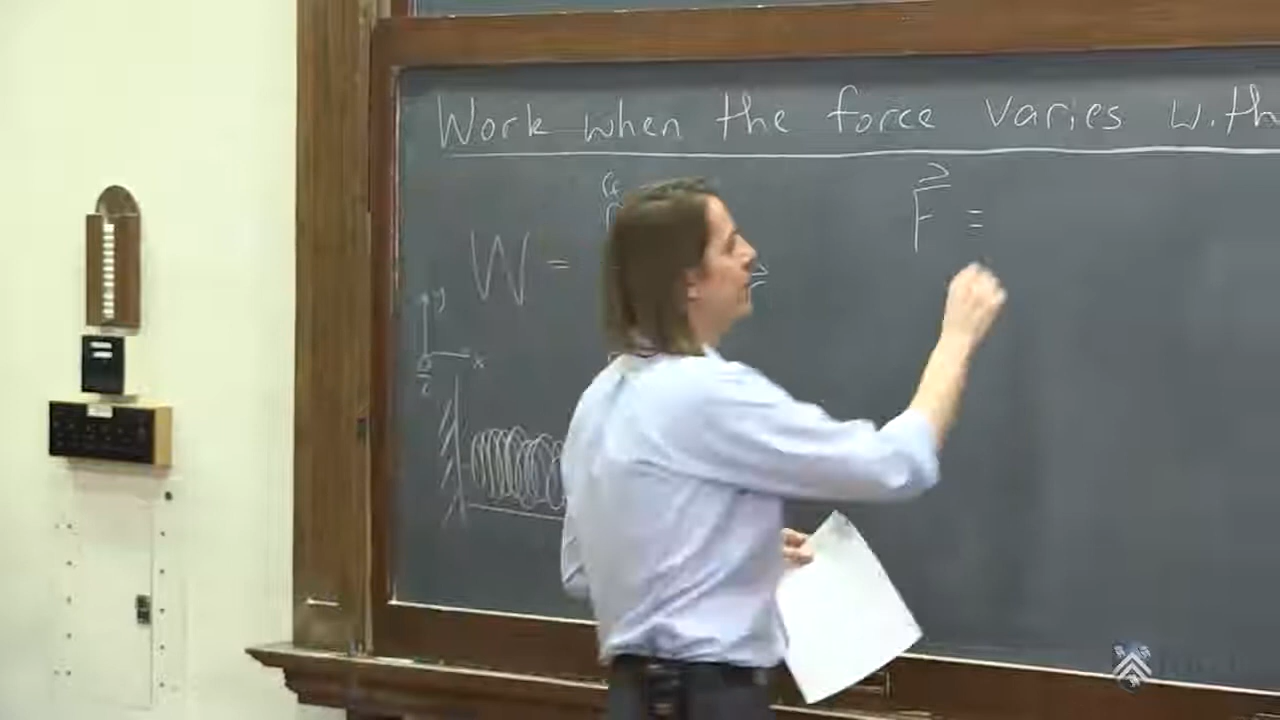 Work when the force varies with
W =
F =
y
x
z
r